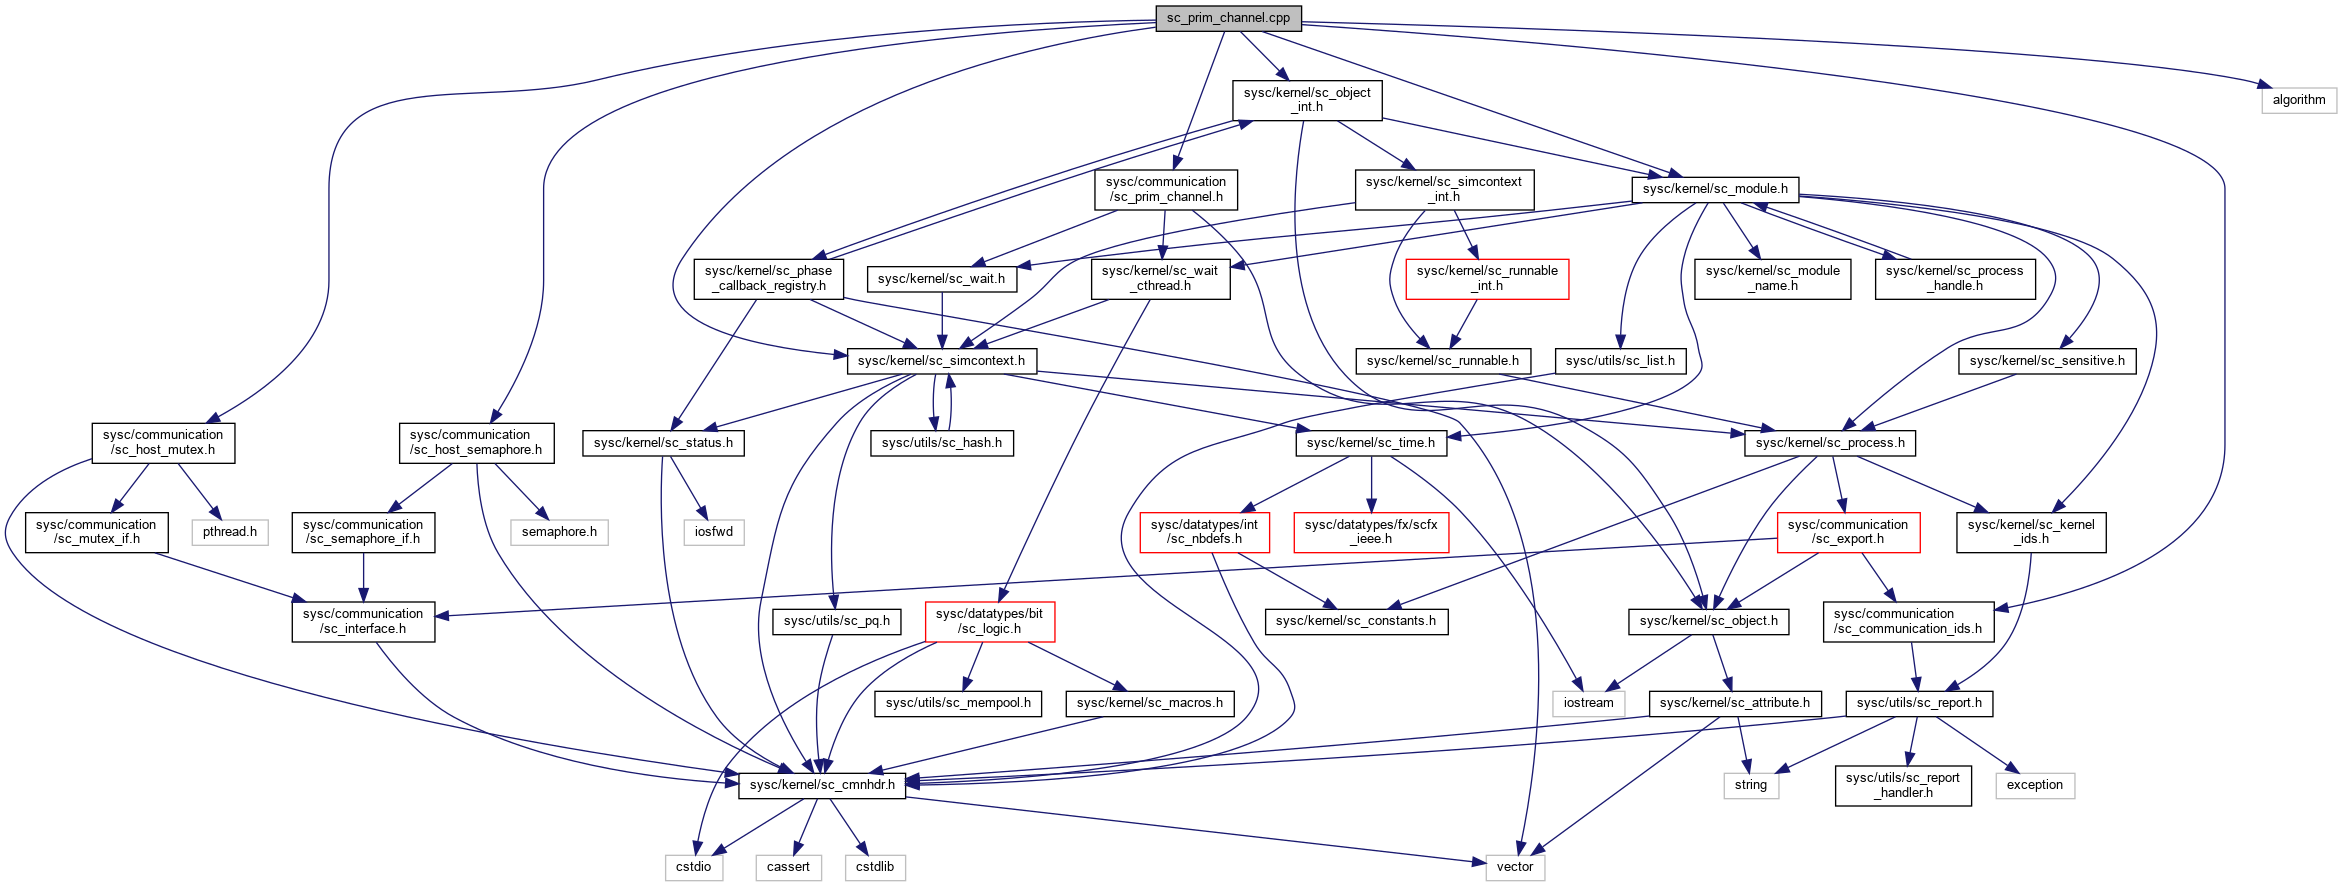 sc_prim_channel.cpp
sysc/kernel/sc_object
_int.h
algorithm
sysc/communication
/sc_prim_channel.h
sysc/kernel/sc_simcontext
_int.h
sysc/kernel/sc_module.h
sysc/kernel/sc_phase
_callback_registry.h
sysc/kernel/sc_wait.h
sysc/kernel/sc_wait
_cthread.h
sysc/kernel/sc_runnable
_int.h
sysc/kernel/sc_module
_name.h
sysc/kernel/sc_process
_handle.h
sysc/kernel/sc_simcontext.h
sysc/kernel/sc_runnable.h
sysc/utils/sc_list.h
sysc/kernel/sc_sensitive.h
sysc/communication
/sc_host_mutex.h
sysc/communication
/sc_host_semaphore.h
sysc/kernel/sc_status.h
sysc/utils/sc_hash.h
sysc/kernel/sc_time.h
sysc/kernel/sc_process.h
sysc/communication
/sc_mutex_if.h
pthread.h
sysc/communication
/sc_semaphore_if.h
semaphore.h
iosfwd
sysc/datatypes/int
/sc_nbdefs.h
sysc/datatypes/fx/scfx
_ieee.h
sysc/communication
/sc_export.h
sysc/kernel/sc_kernel
_ids.h
sysc/communication
/sc_interface.h
sysc/utils/sc_pq.h
sysc/datatypes/bit
/sc_logic.h
sysc/kernel/sc_constants.h
sysc/kernel/sc_object.h
sysc/communication
/sc_communication_ids.h
sysc/utils/sc_mempool.h
sysc/kernel/sc_macros.h
iostream
sysc/kernel/sc_attribute.h
sysc/utils/sc_report.h
sysc/kernel/sc_cmnhdr.h
string
sysc/utils/sc_report
_handler.h
exception
cstdio
cassert
cstdlib
vector